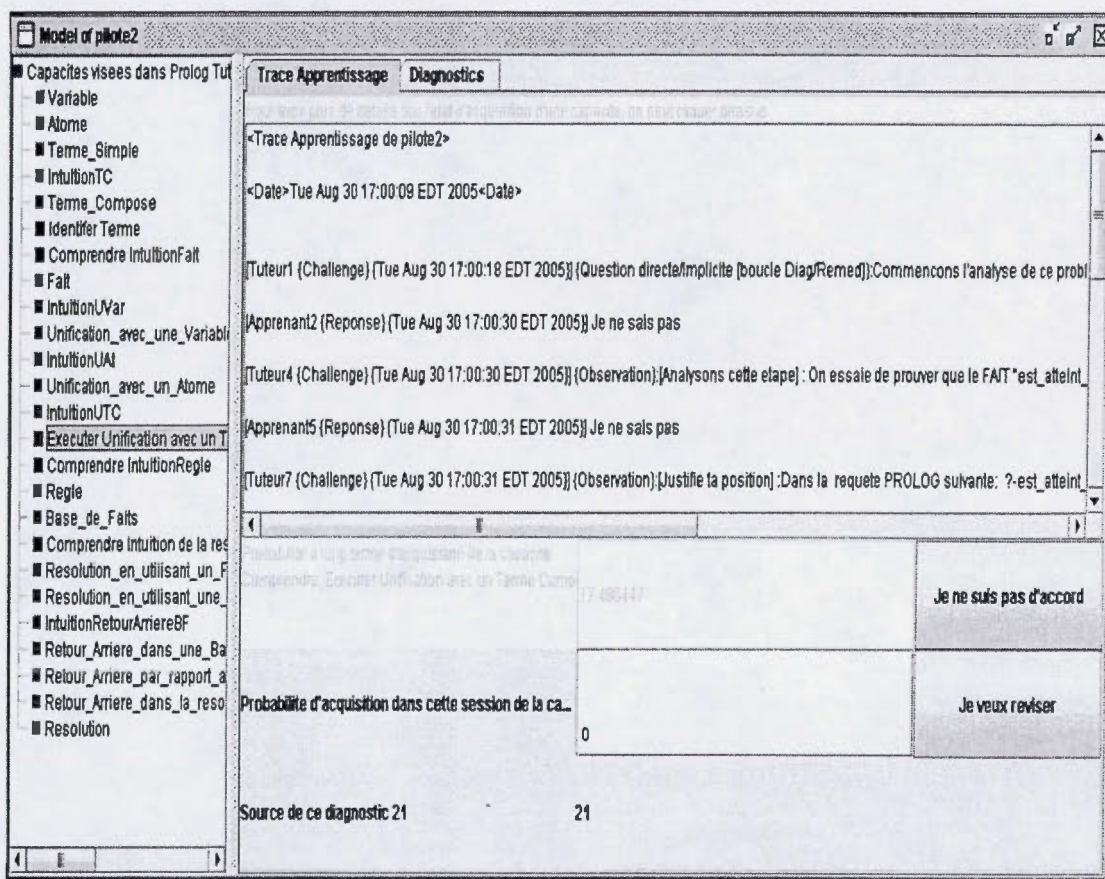 Model of pilote2
Capacites visees dans Prolog Tut
Variable
Atome
Terme_Simple
IntuitionTC
Terme_Compose
Identifer Terme
Comprendre IntuitionFait
Fait
IntuitionUVar
Unification_avec_une_Variabl
IntuitionUAt
Unification_avec_un_Atome
IntuitionUTC
Executer Unification avec un T
Comprendre IntuitionRegle
Regle
Base_de_Faits
Comprendre Intuition de la res
Resolution_en_utilisant_un_F
Resolution_en_utilisant_une_
IntuitionRetourArriereBF
Retour_Arriere_dans_une_Ba
Retour_Arriere_par_rapport_a
Retour_Arriere_dans_la_reso
Resolution
Trace Apprentissage Diagnostics
<Trace Apprentissage de pilote2>
<Date>Tue Aug 30 17:00:09 EDT 2005<Date>
[Tuteur1 {Challenge} {Tue Aug 30 17:00:18 EDT 2005}] {Question directe/Implicite [boucle Diag/Remed]}:Commencons l'analyse de ce probl
[Apprenant2 {Reponse} {Tue Aug 30 17:00:30 EDT 2005}] Je ne sais pas
[Tuteur4 {Challenge} {Tue Aug 30 17:00:30 EDT 2005}] {Observation}:[Analysons cette etape] : On essaie de prouver que le FAIT "est_atteint_
[Apprenant5 {Reponse} {Tue Aug 30 17:00:31 EDT 2005}] Je ne sais pas
[Tuteur7 {Challenge} {Tue Aug 30 17:00:31 EDT 2005}] {Observation}:[Justifie ta position] :Dans la requete PROLOG suivante: ?-est_atteint_
Comprendre, Executer Unification avec un Terme Compo
17.486447
Je ne suis pas d'accord
Probabilite d'acquisition dans cette session de la ca...
0
Je veux reviser
Source de ce diagnostic 21
21